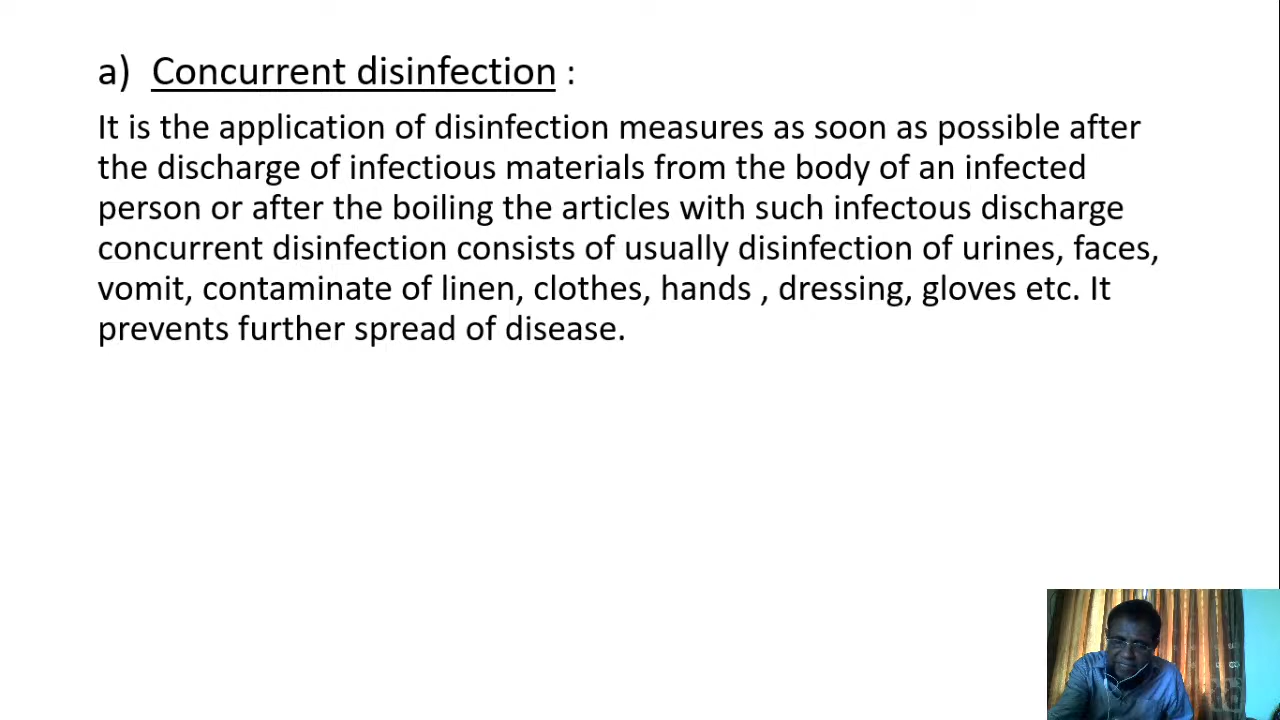 a) Concurrent disinfection :
It is the application of disinfection measures as soon as possible after
the discharge of infectious materials from the body of an infected
person or after the boiling the articles with such infectous discharge
concurrent disinfection consists of usually disinfection of urines, faces,
vomit, contaminate of linen, clothes, hands , dressing, gloves etc. It
prevents further spread of disease.